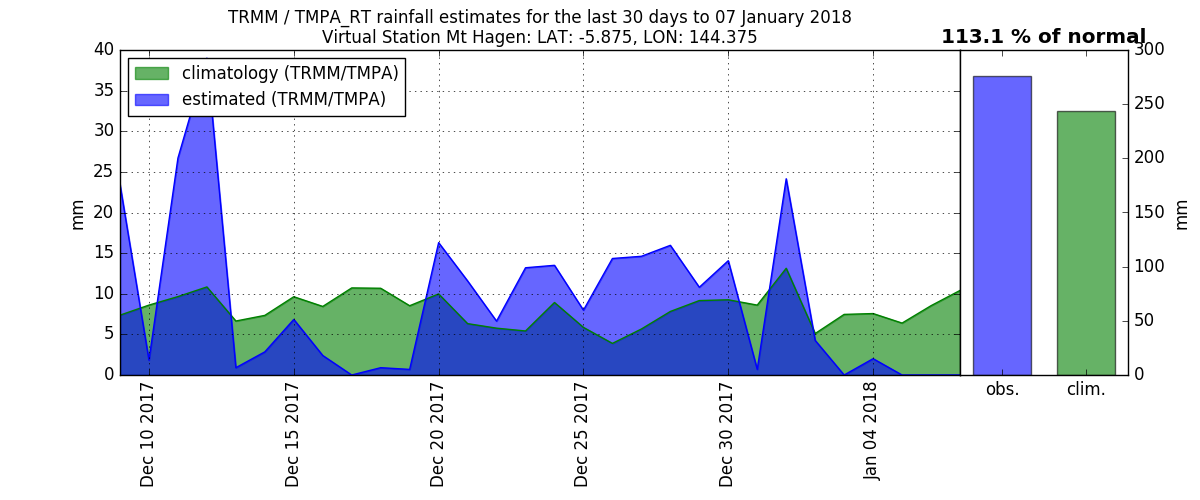 TRMM / TMPA_RT rainfall estimates for the last 30 days to 07 January 2018
Virtual Station Mt Hagen: LAT: -5.875, LON: 144.375
113.1 % of normal
climatology (TRMM/TMPA)
estimated (TRMM/TMPA)
40
35
30
25
20
15
10
5
0
mm
Dec 10 2017
Dec 15 2017
Dec 20 2017
Dec 25 2017
Dec 30 2017
Jan 04 2018
300
250
200
150
100
50
0
mm
obs.
clim.